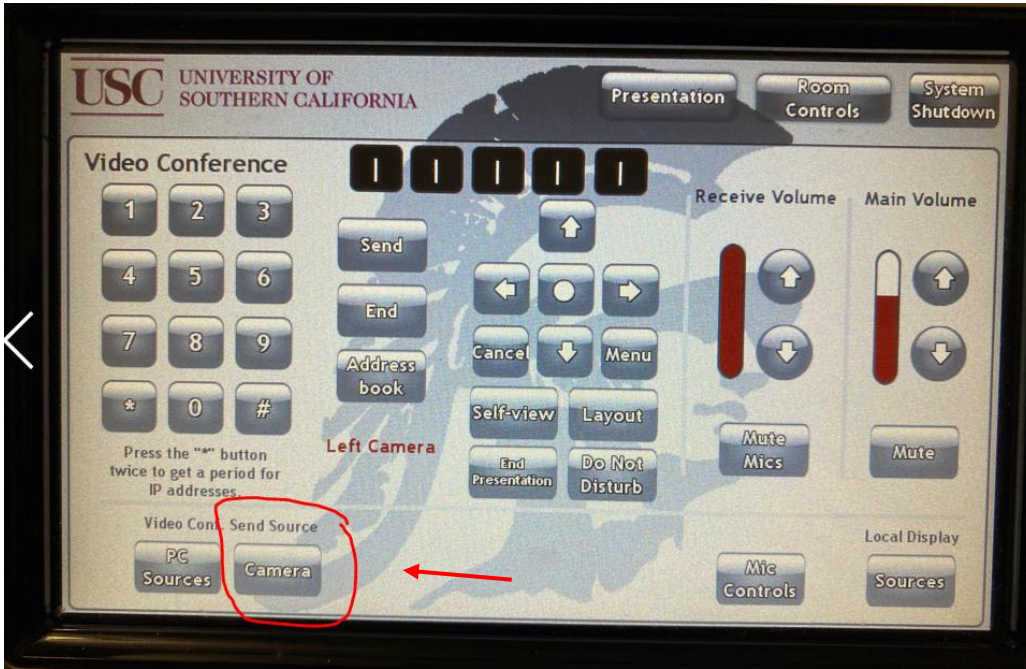 USC UNIVERSITY OF
SOUTHERN CALIFORNIA
Presentation
Room
Controls
System
Shutdown
Video Conference
1 2 3
4 5 6
7 8 9
* 0 #
Press the "*" button
twice to get a period for
IP addresses.
Send
End
Address
book
Left Camera
Cancel
Menu
Self-view
Layout
End
Presentation
Do Not
Disturb
Receive Volume
Mute
Mics
Main Volume
Mute
Video Conf. Send Source
PC
Sources
Camera
Mic
Controls
Local Display
Sources